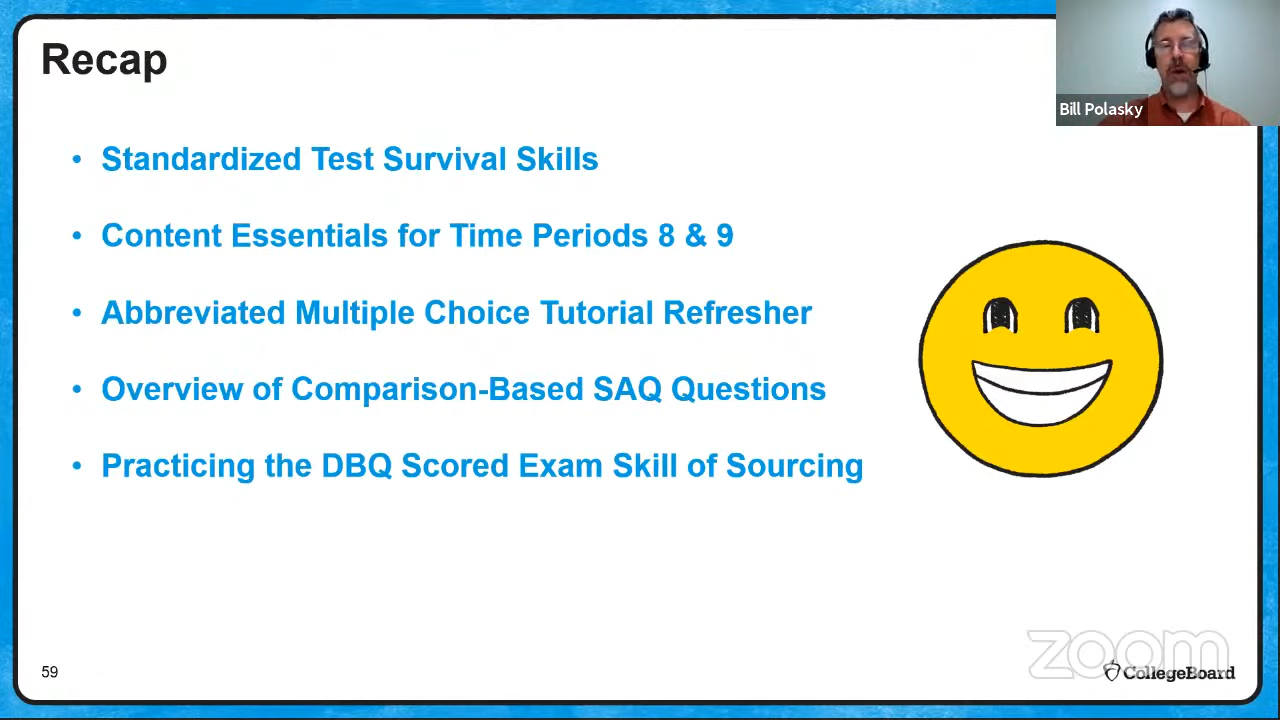 Recap
Bill Polasky
• Standardized Test Survival Skills
• Content Essentials for Time Periods 8 & 9
• Abbreviated Multiple Choice Tutorial Refresher
• Overview of Comparison-Based SAQ Questions
• Practicing the DBQ Scored Exam Skill of Sourcing
zoom
59
CollegeBoard